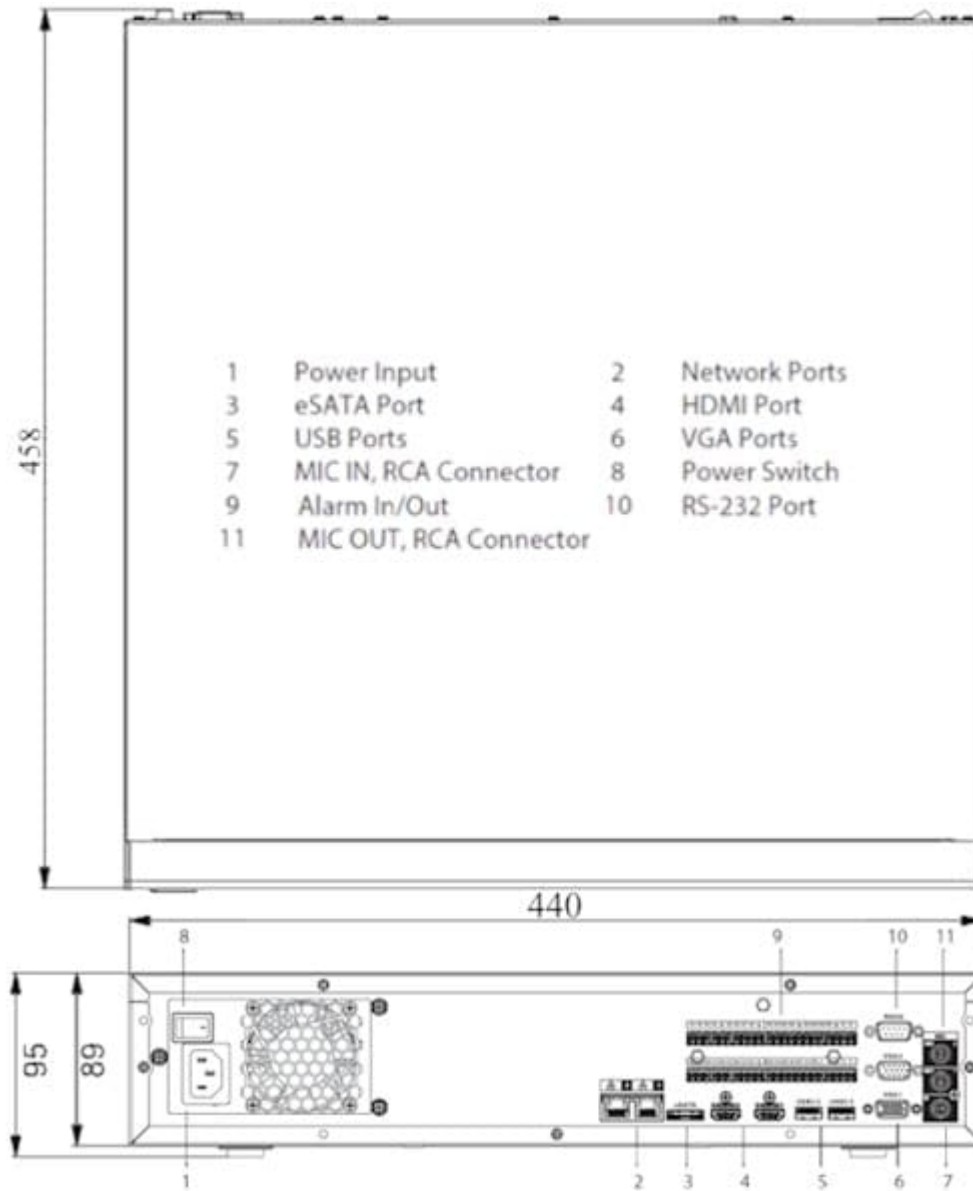 458
1 Power Input 2 Network Ports
3 eSATA Port 4 HDMI Port
5 USB Ports 6 VGA Ports
7 MIC IN, RCA Connector 8 Power Switch
9 Alarm In/Out 10 RS-232 Port
11 MIC OUT, RCA Connector
440
8 9 10 11
95 89
1 2 3 4 5 6 7